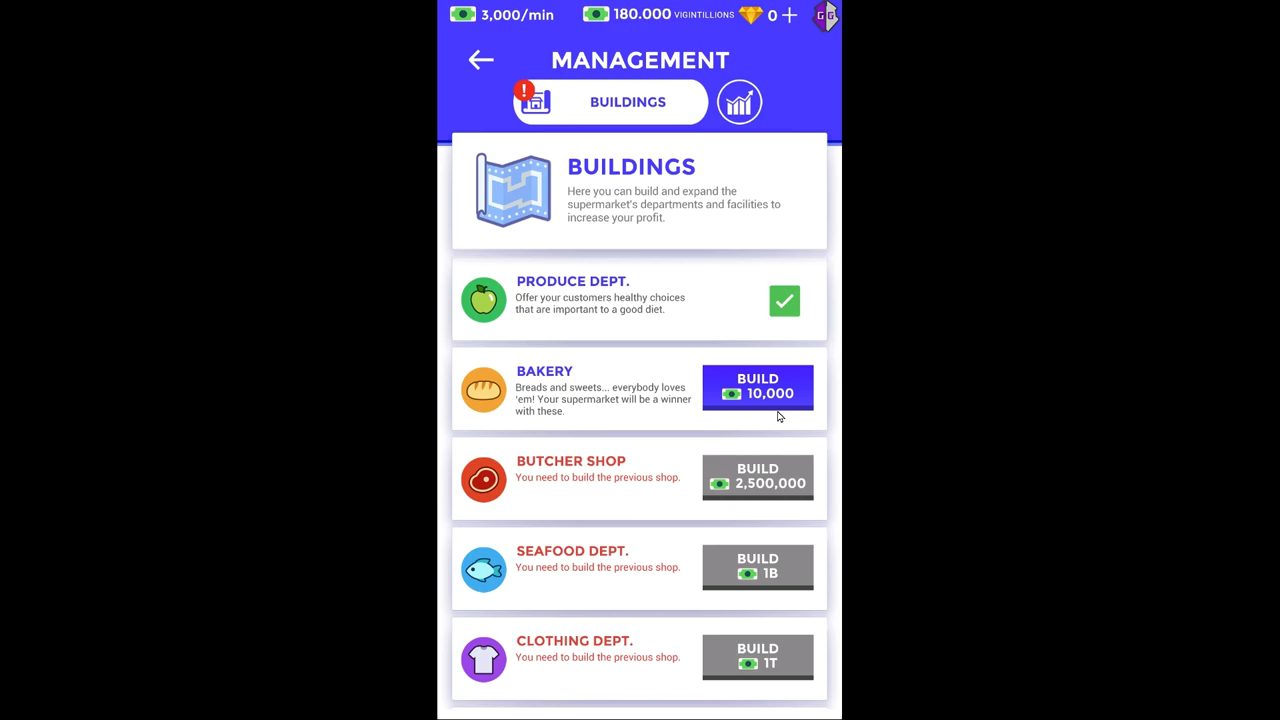 3,000/min 180.000 VIGINTILLIONS 0 +
G G
MANAGEMENT
! BUILDINGS
BUILDINGS
Here you can build and expand the
supermarket's departments and facilities to
increase your profit.
PRODUCE DEPT.
Offer your customers healthy choices
that are important to a good diet.
BAKERY
Breads and sweets... everybody loves
'em! Your supermarket will be a winner
with these.
BUILD
10,000
BUTCHER SHOP
You need to build the previous shop.
BUILD
2,500,000
SEAFOOD DEPT.
You need to build the previous shop.
BUILD
1B
CLOTHING DEPT.
You need to build the previous shop.
BUILD
1T